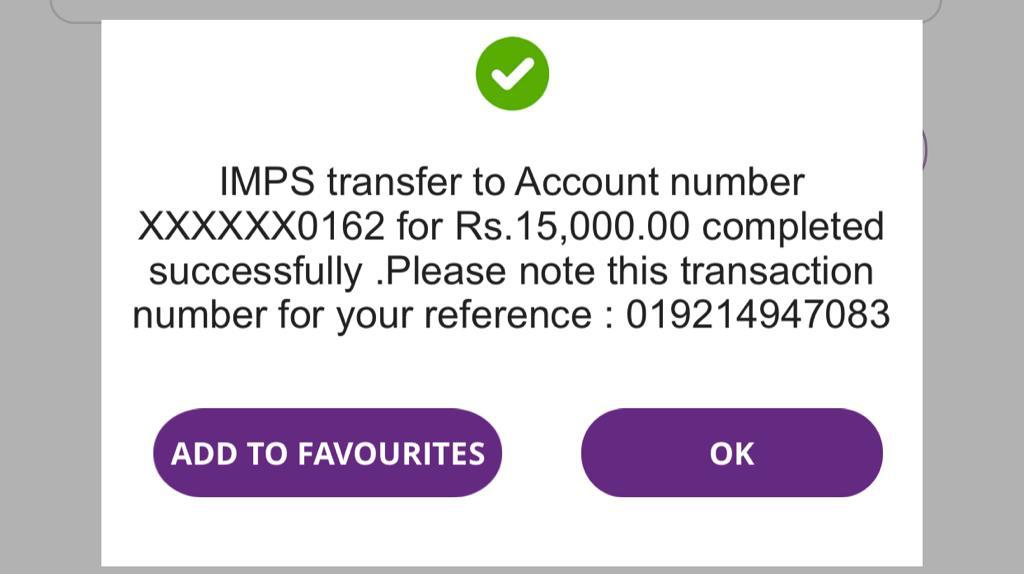 IMPS transfer to Account number
XXXXXX0162 for Rs.15,000.00 completed
successfully .Please note this transaction
number for your reference : 019214947083
ADD TO FAVOURITES
OK